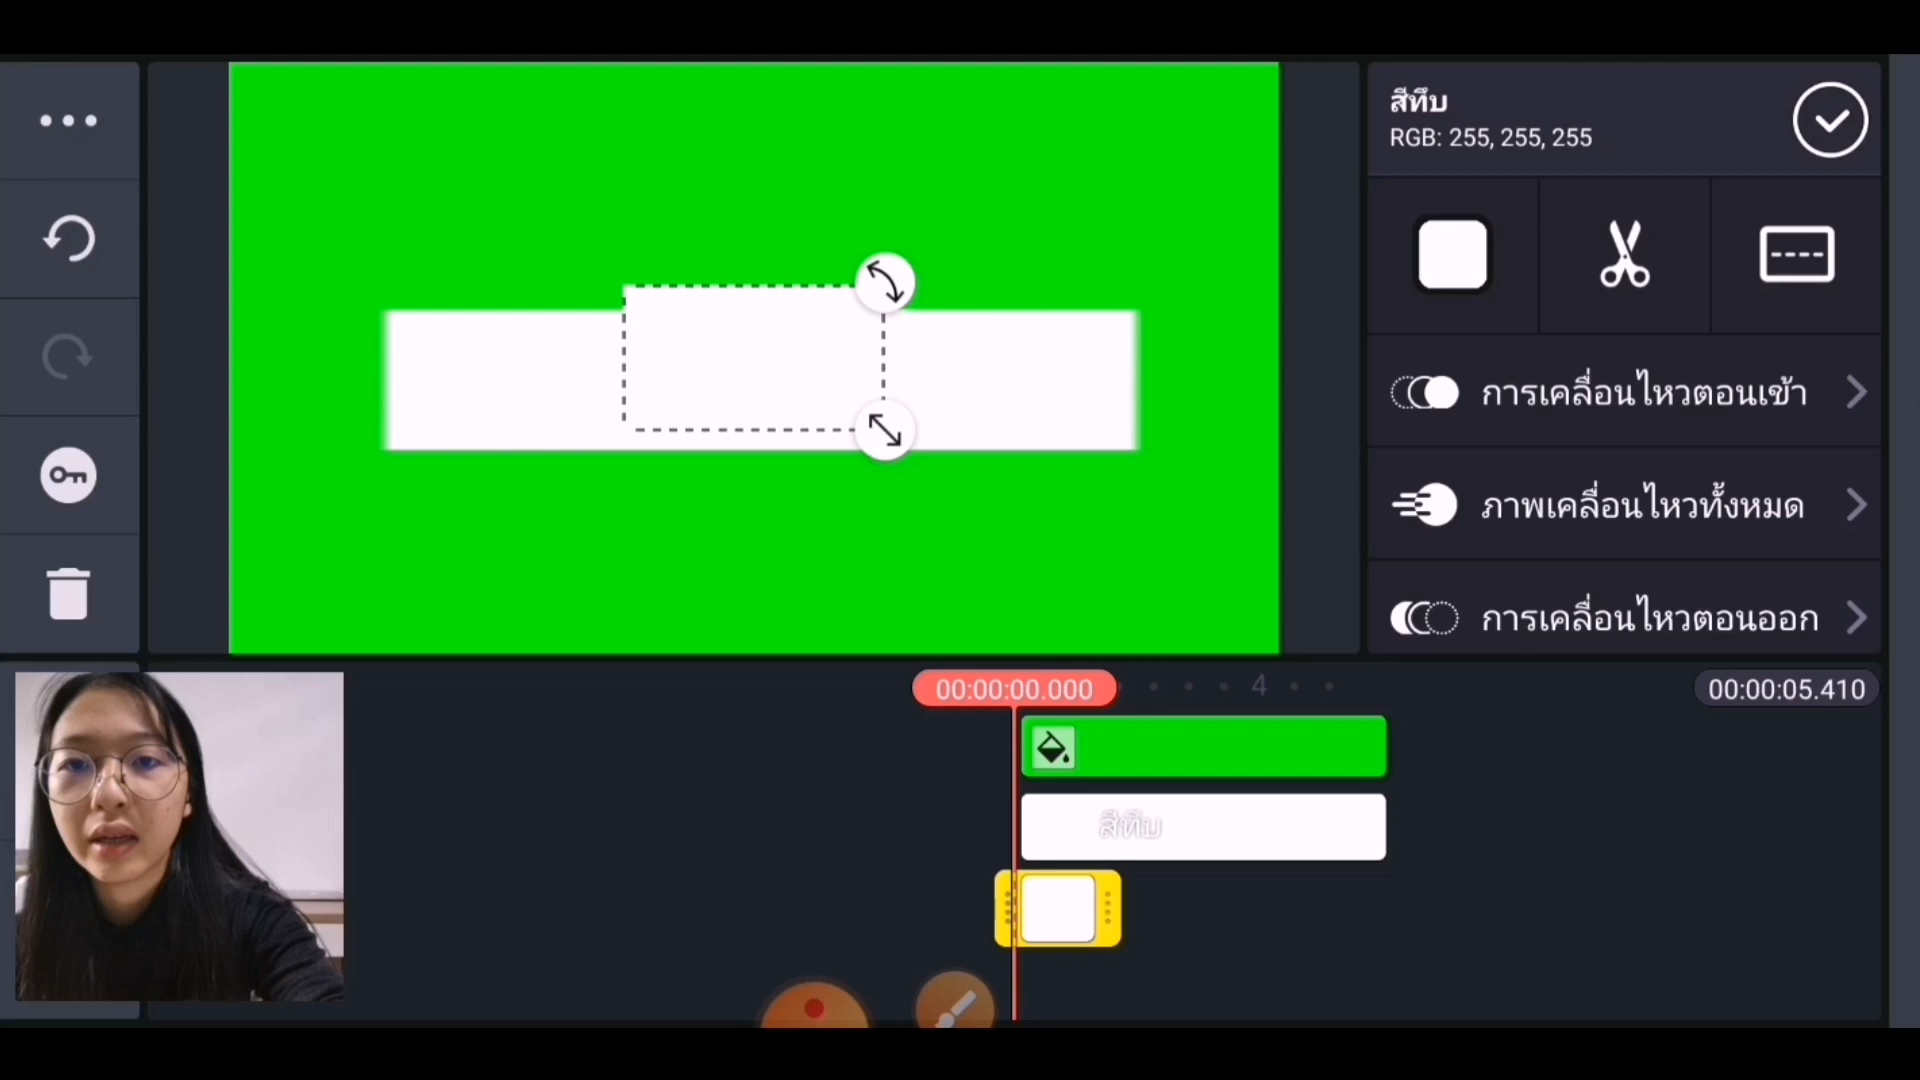 สีทึบ
RGB: 255, 255, 255
การเคลื่อนไหวตอนเข้า
ภาพเคลื่อนไหวทั้งหมด
การเคลื่อนไหวตอนออก
00:00:00.000
4
00:00:05.410
สีทึบ